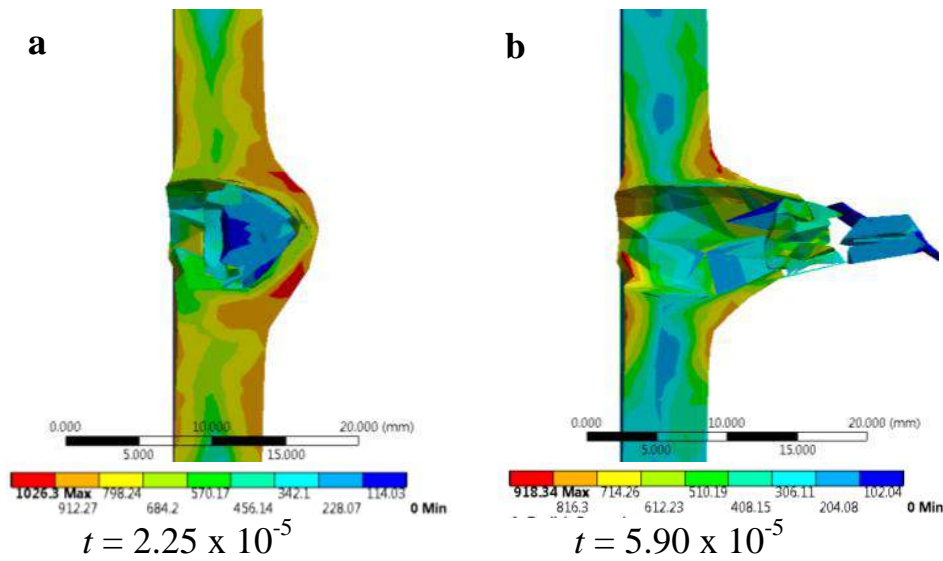 a
b
0.000 10.000 20.000 (mm)
5.000 15.000
0.000 10.000 20.000 (mm)
5.000 15.000
1026.3 Max 798.24 570.17 342.1 114.03
912.27 684.2 456.14 228.07 0 Min
918.34 Max 714.26 510.19 306.11 102.04
816.3 612.23 408.15 204.08 0 Min
t = 2.25 x 10⁻⁵
t = 5.90 x 10⁻⁵